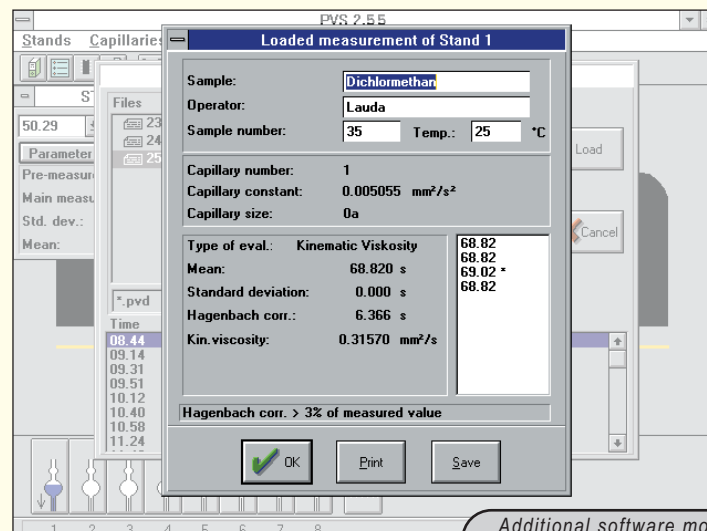 PVS 2.55
Stands Capillaries
Loaded measurement of Stand 1
Sample: Dichlormethan
Operator: Lauda
Sample number: 35 Temp.: 25 °C
Capillary number: 1
Capillary constant: 0.005055 mm²/s²
Capillary size: 0a
Type of eval.: Kinematic Viskosity
Mean: 68.820 s
Standard deviation: 0.000 s
Hagenbach corr.: 6.366 s
Kin.viscosity: 0.31570 mm²/s
68.82
68.82
69.02 *
68.82
Hagenbach corr. > 3% of measured value
OK Print Save
Files
23
24
25
50.29
Parameter
Pre-measur
Main measu
Std. dev.:
Mean:
*.pvd
Time
08.44
09.14
09.31
09.51
10.12
10.40
10.58
11.24
Load
Cancel
1 2 3 4 5 6 7 8
Additional software mo